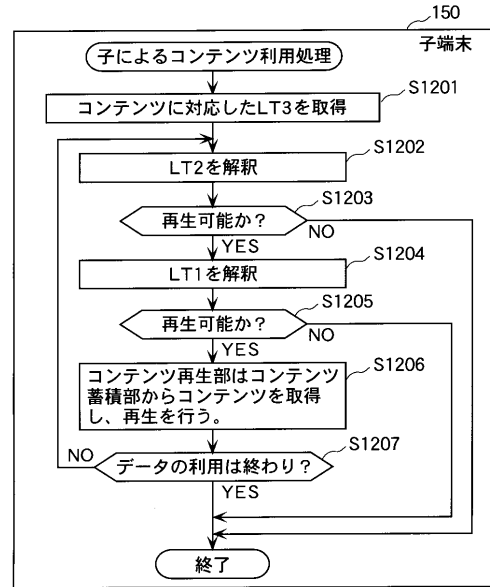 150
子端末
子によるコンテンツ利用処理
S1201
コンテンツに対応したLT3を取得
S1202
LT2を解釈
S1203
再生可能か？
NO
YES
S1204
LT1を解釈
S1205
再生可能か？
NO
YES
S1206
コンテンツ再生部はコンテンツ
蓄積部からコンテンツを取得
し、再生を行う。
S1207
NO
データの利用は終わり？
YES
終了